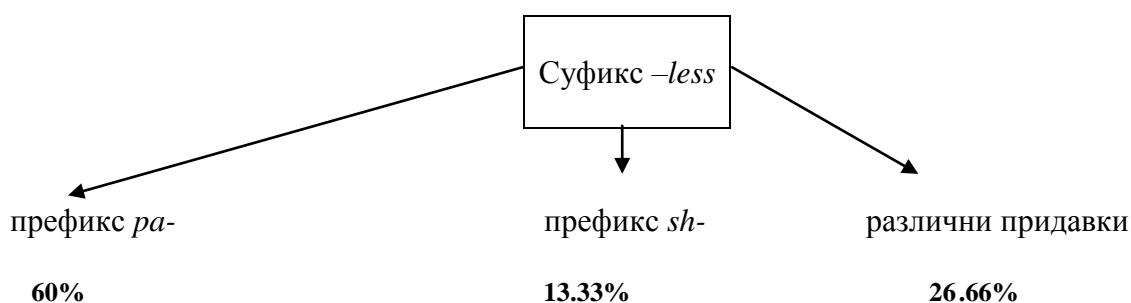 Суфикс –less
префикс pa- префикс sh- различни придавки
60% 13.33% 26.66%